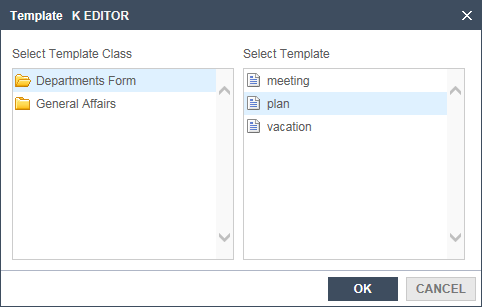 Template K EDITOR
Select Template Class
Select Template
Departments Form
General Affairs
meeting
plan
vacation
OK
CANCEL